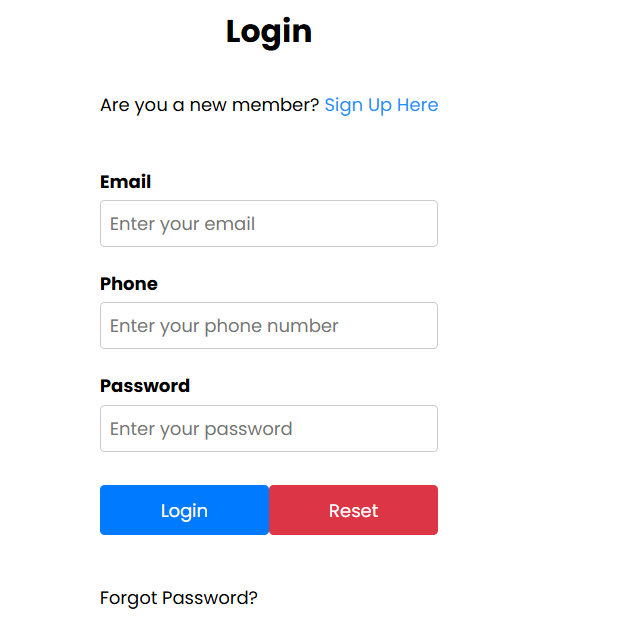 Login
Are you a new member? Sign Up Here
Email
Enter your email
Phone
Enter your phone number
Password
Enter your password
Login Reset
Forgot Password?